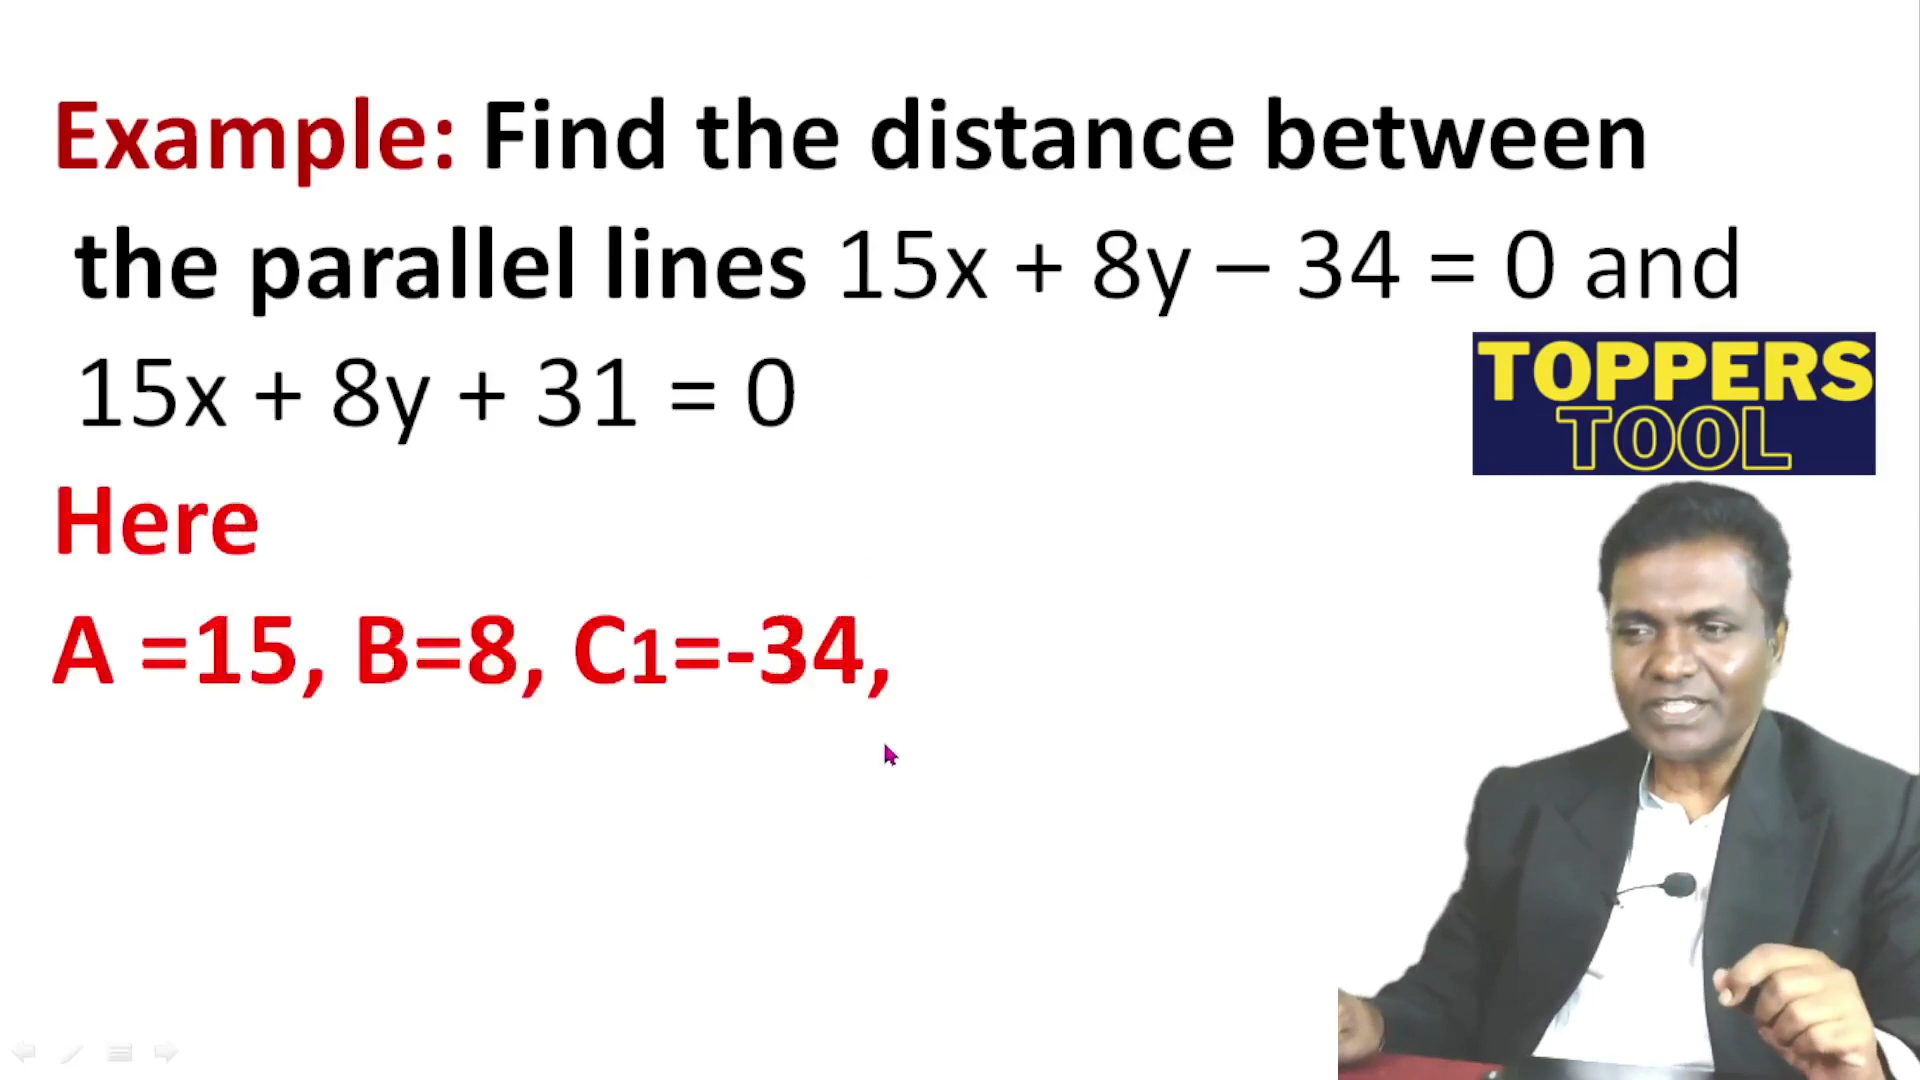 Example: Find the distance between
the parallel lines 15x + 8y – 34 = 0 and
15x + 8y + 31 = 0
TOPPERS
TOOL
Here
A =15, B=8, C1=-34,